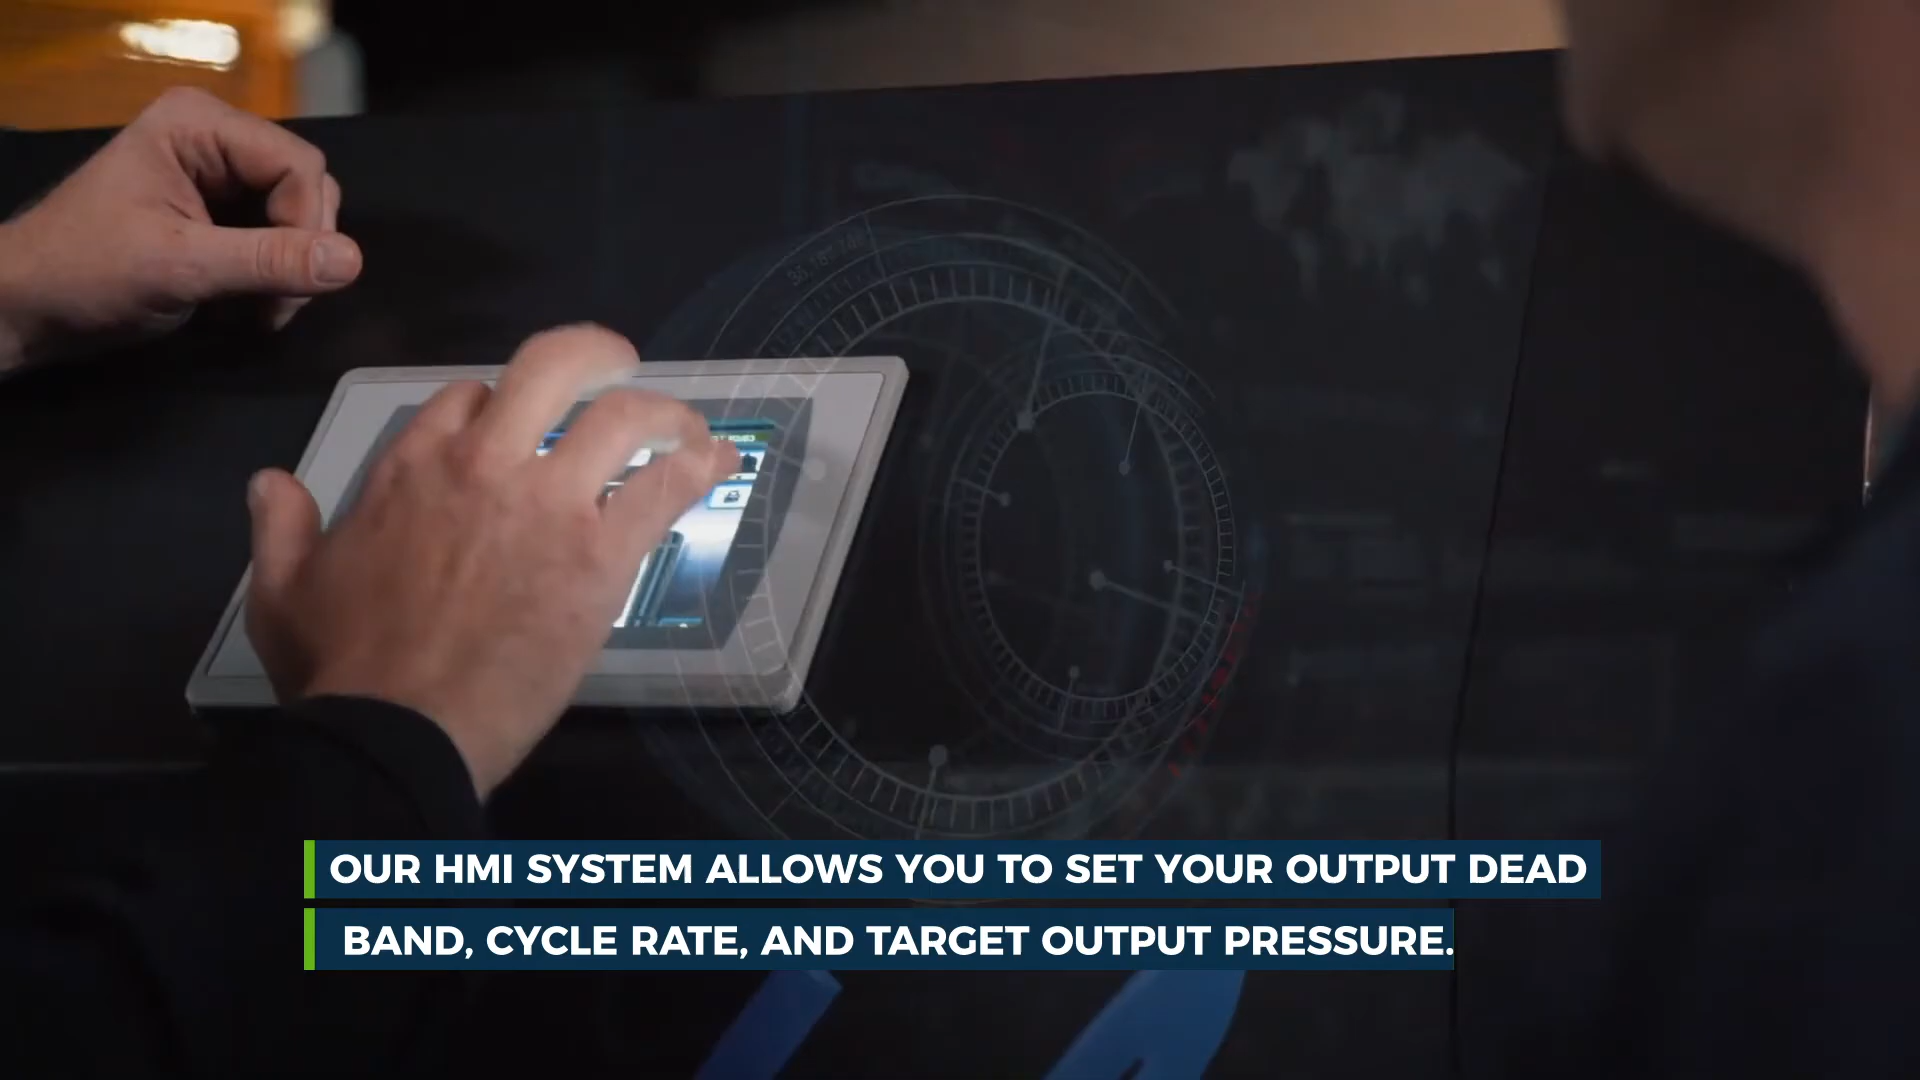 OUR HMI SYSTEM ALLOWS YOU TO SET YOUR OUTPUT DEAD
BAND, CYCLE RATE, AND TARGET OUTPUT PRESSURE.